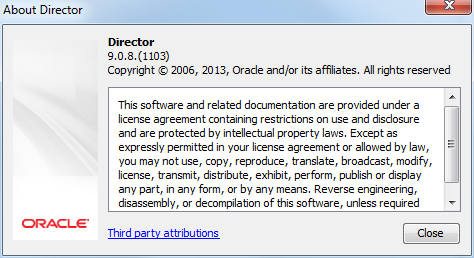 About Director
Director
9.0.8.(1103)
Copyright © 2006, 2013, Oracle and/or its affiliates. All rights reserved
This software and related documentation are provided under a
license agreement containing restrictions on use and disclosure
and are protected by intellectual property laws. Except as
expressly permitted in your license agreement or allowed by law,
you may not use, copy, reproduce, translate, broadcast, modify,
license, transmit, distribute, exhibit, perform, publish or display
any part, in any form, or by any means. Reverse engineering,
disassembly, or decompilation of this software, unless required
ORACLE
Third party attributions
Close